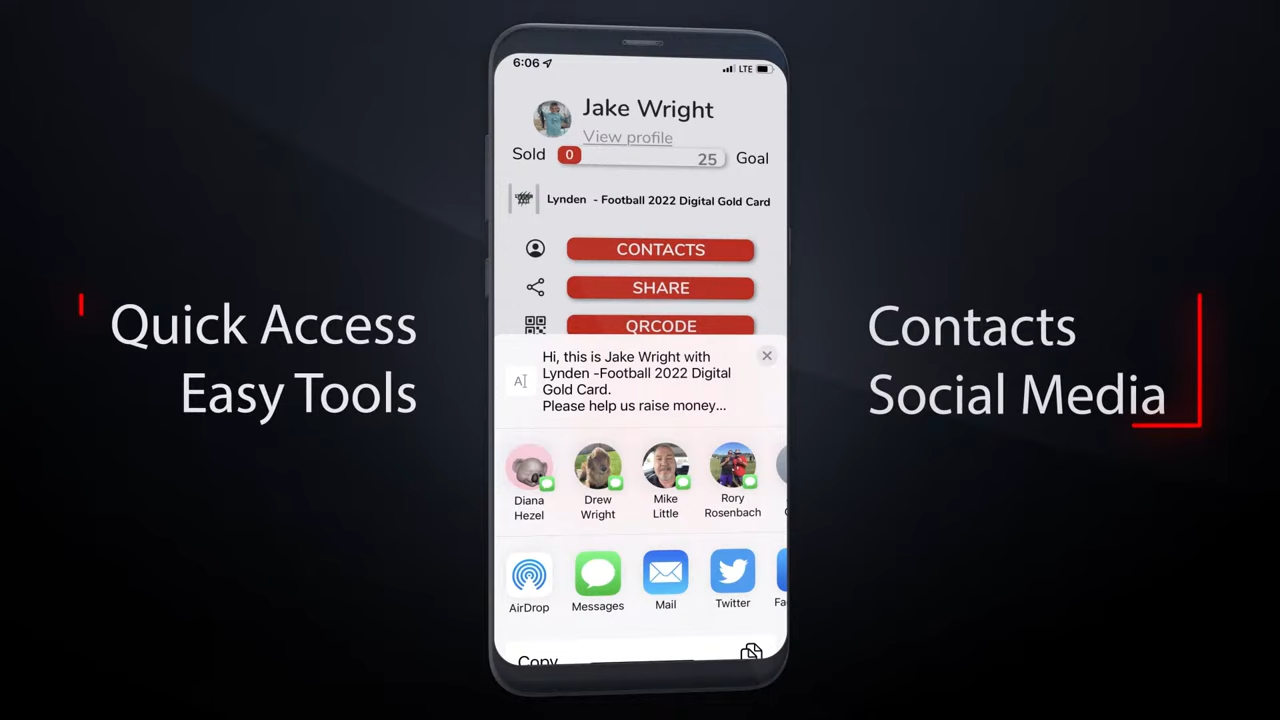 6:06
LTE
Jake Wright
View profile
Sold 0 25 Goal
Lynden - Football 2022 Digital Gold Card
CONTACTS
SHARE
QRCODE
Quick Access
Easy Tools
Contacts
Social Media
Hi, this is Jake Wright with
Lynden -Football 2022 Digital
Gold Card.
Please help us raise money...
Diana
Hezel
Drew
Wright
Mike
Little
Rory
Rosenbach
AirDrop
Messages
Mail
Twitter
Copy